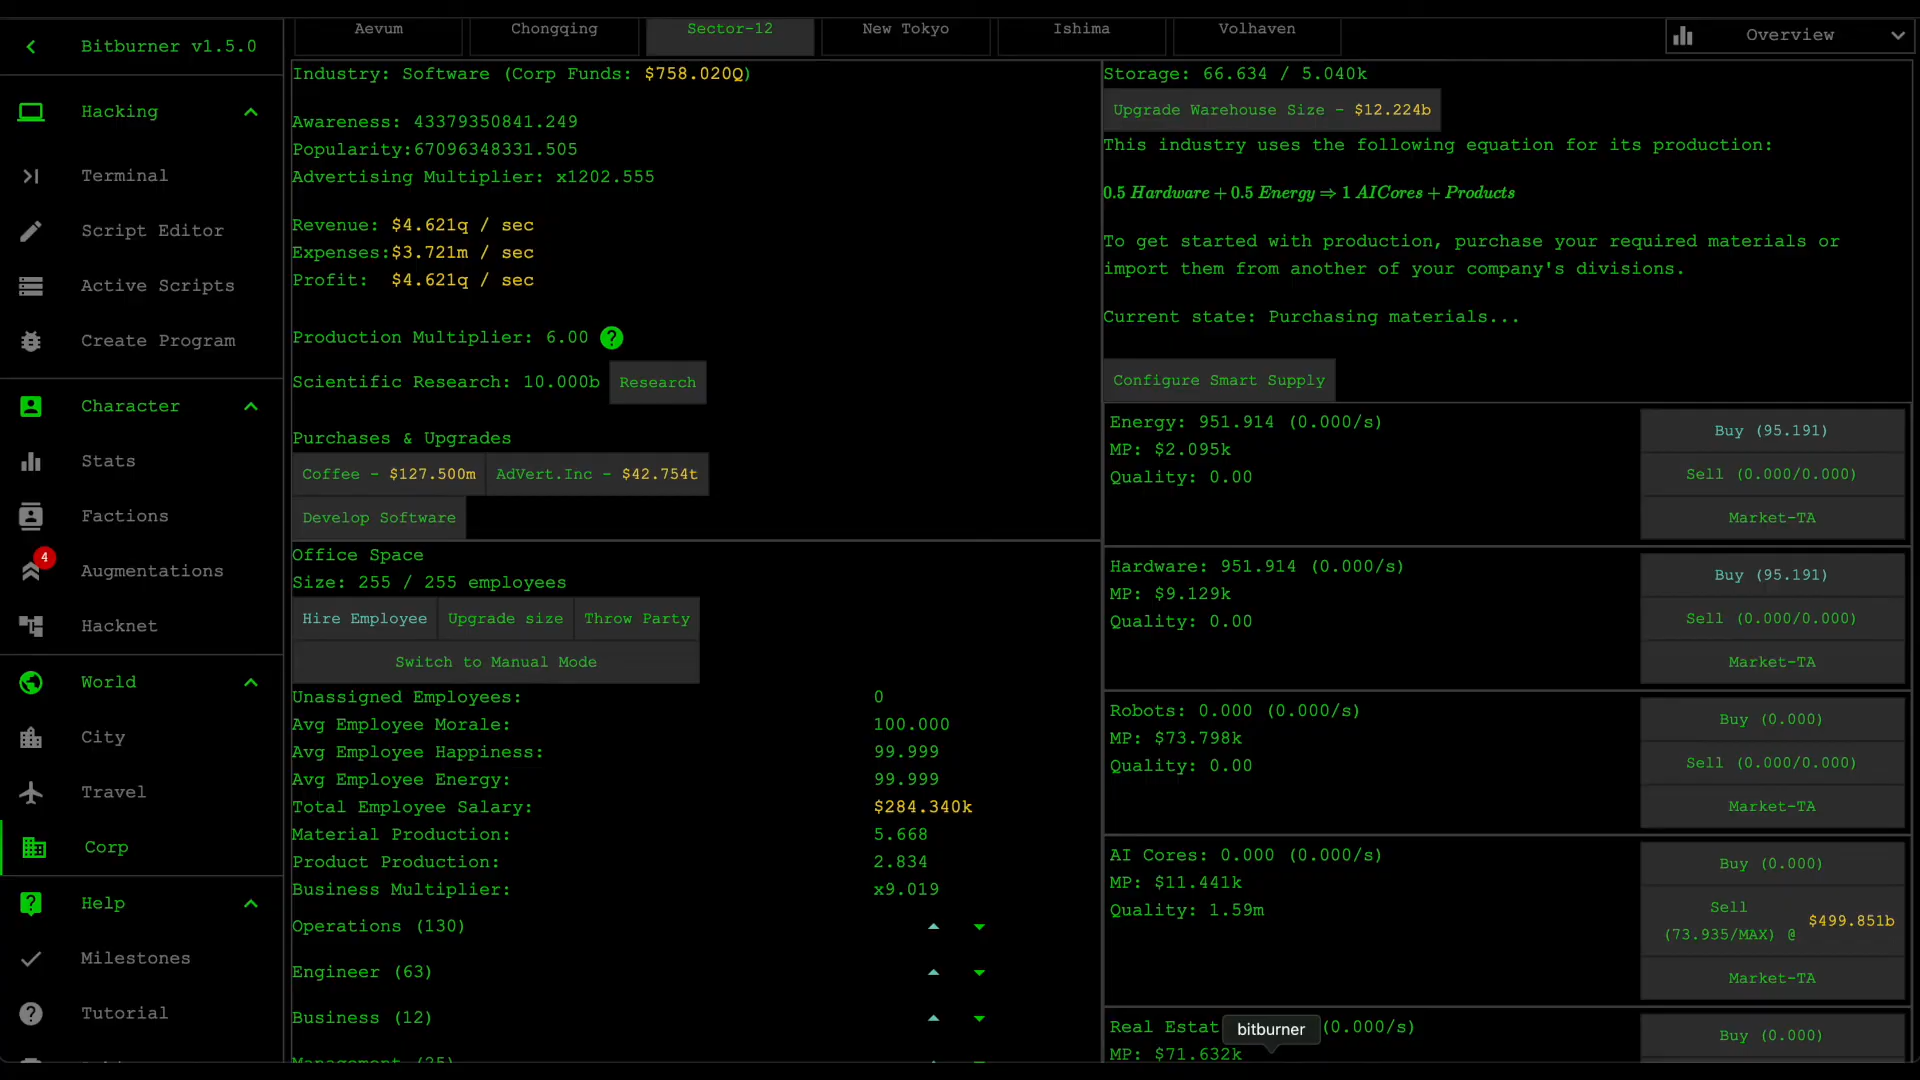 Bitburner v1.5.0
Hacking
Terminal
Script Editor
Active Scripts
Create Program
Character
Stats
Factions
4
Augmentations
Hacknet
World
City
Travel
Corp
Help
Milestones
Tutorial
Aevum
Chongqing
Sector-12
New Tokyo
Ishima
Volhaven
Overview
Industry: Software (Corp Funds: $758.020Q)
Awareness: 43379350841.249
Popularity:67096348331.505
Advertising Multiplier: x1202.555
Revenue: $4.621q / sec
Expenses:$3.721m / sec
Profit: $4.621q / sec
Production Multiplier: 6.00 ?
Scientific Research: 10.000b Research
Purchases & Upgrades
Coffee - $127.500m AdVert.Inc - $42.754t
Develop Software
Office Space
Size: 255 / 255 employees
Hire Employee Upgrade size Throw Party
Switch to Manual Mode
Unassigned Employees: 0
Avg Employee Morale: 100.000
Avg Employee Happiness: 99.999
Avg Employee Energy: 99.999
Total Employee Salary: $284.340k
Material Production: 5.668
Product Production: 2.834
Business Multiplier: x9.019
Operations (130)
Engineer (63)
Business (12)
Management (25)
Storage: 66.634 / 5.040k
Upgrade Warehouse Size - $12.224b
This industry uses the following equation for its production:
0.5 Hardware + 0.5 Energy ⇒ 1 AICores + Products
To get started with production, purchase your required materials or
import them from another of your company's divisions.
Current state: Purchasing materials...
Configure Smart Supply
Energy: 951.914 (0.000/s)
MP: $2.095k
Quality: 0.00
Buy (95.191)
Sell (0.000/0.000)
Market-TA
Hardware: 951.914 (0.000/s)
MP: $9.129k
Quality: 0.00
Buy (95.191)
Sell (0.000/0.000)
Market-TA
Robots: 0.000 (0.000/s)
MP: $73.798k
Quality: 0.00
Buy (0.000)
Sell (0.000/0.000)
Market-TA
AI Cores: 0.000 (0.000/s)
MP: $11.441k
Quality: 1.59m
Buy (0.000)
Sell
(73.935/MAX) @ $499.851b
Market-TA
Real Estat (0.000/s)
MP: $71.632k
Buy (0.000)
bitburner